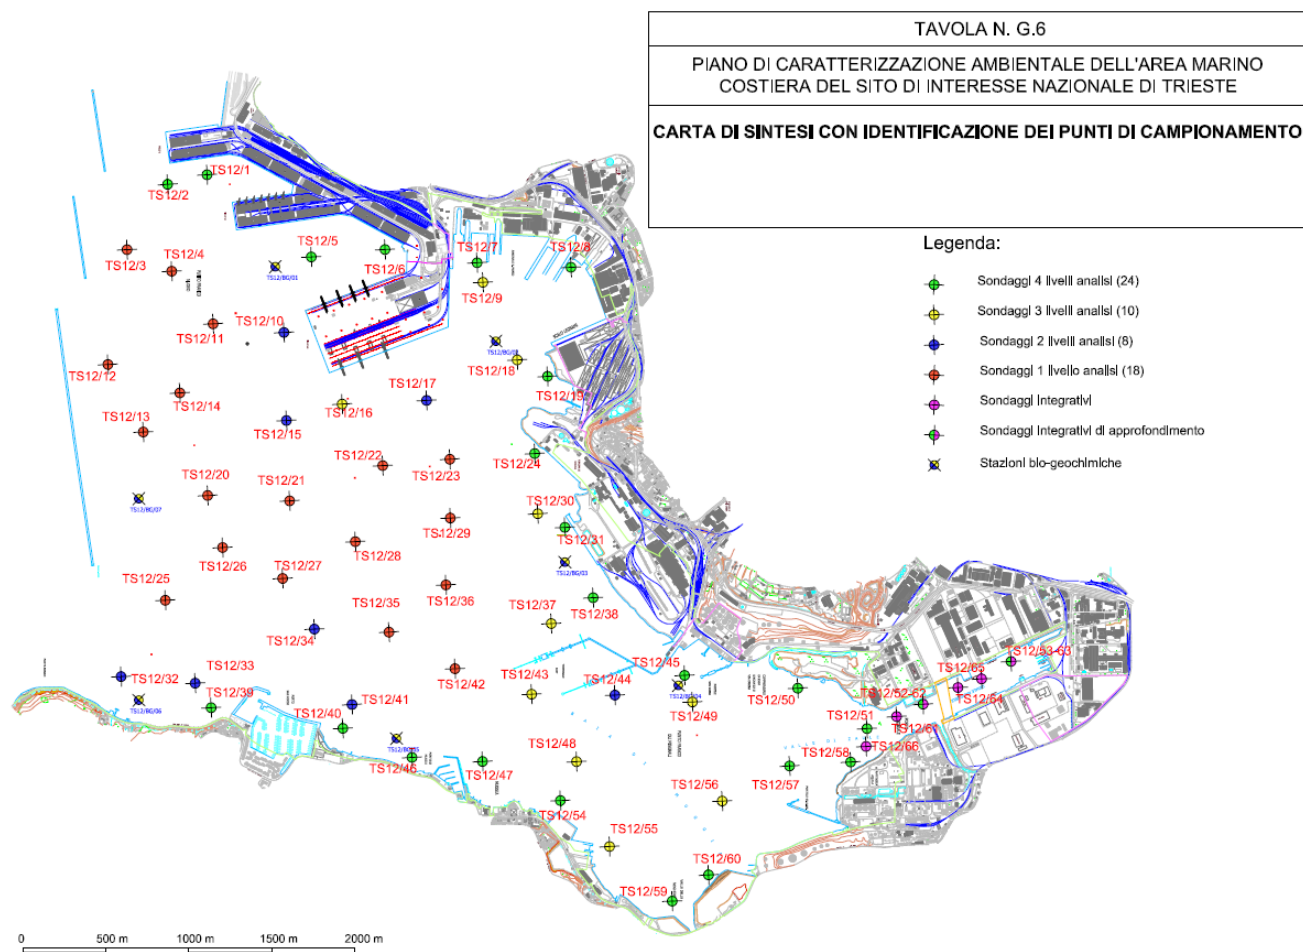 TAVOLA N. G.6
PIANO DI CARATTERIZZAZIONE AMBIENTALE DELL'AREA MARINO
COSTIERA DEL SITO DI INTERESSE NAZIONALE DI TRIESTE
CARTA DI SINTESI CON IDENTIFICAZIONE DEI PUNTI DI CAMPIONAMENTO
Legenda:
Sondaggi 4 livelli analisi (24)
Sondaggi 3 livelli analisi (10)
Sondaggi 2 livelli analisi (8)
Sondaggi 1 livello analisi (18)
Sondaggi integrativi
Sondaggi integrativi di approfondimento
Stazioni bio-geochimiche
TS12/1
TS12/2
TS12/3
TS12/4
TS12/5
TS12/6
TS12/7
TS12/8
TS12/9
TS12/BG/01
TS12/10
TS12/11
TS12/12
TS12/13
TS12/14
TS12/15
TS12/16
TS12/17
TS12/18
TS12/19
TS12/20
TS12/21
TS12/22
TS12/23
TS12/24
TS12/BG/07
TS12/25
TS12/26
TS12/27
TS12/28
TS12/29
TS12/30
TS12/31
TS12/BG/03
TS12/32
TS12/33
TS12/34
TS12/35
TS12/36
TS12/37
TS12/38
TS12/39
TS12/BG/06
TS12/40
TS12/41
TS12/42
TS12/43
TS12/44
TS12/45
TS12/46
TS12/47
TS12/48
TS12/49
TS12/50
TS12/51
TS12/52-62
TS12/53-63
TS12/65
TS12/64
TS12/61
TS12/66
TS12/54
TS12/55
TS12/56
TS12/57
TS12/58
TS12/59
TS12/60
0 500 m 1000 m 1500 m 2000 m